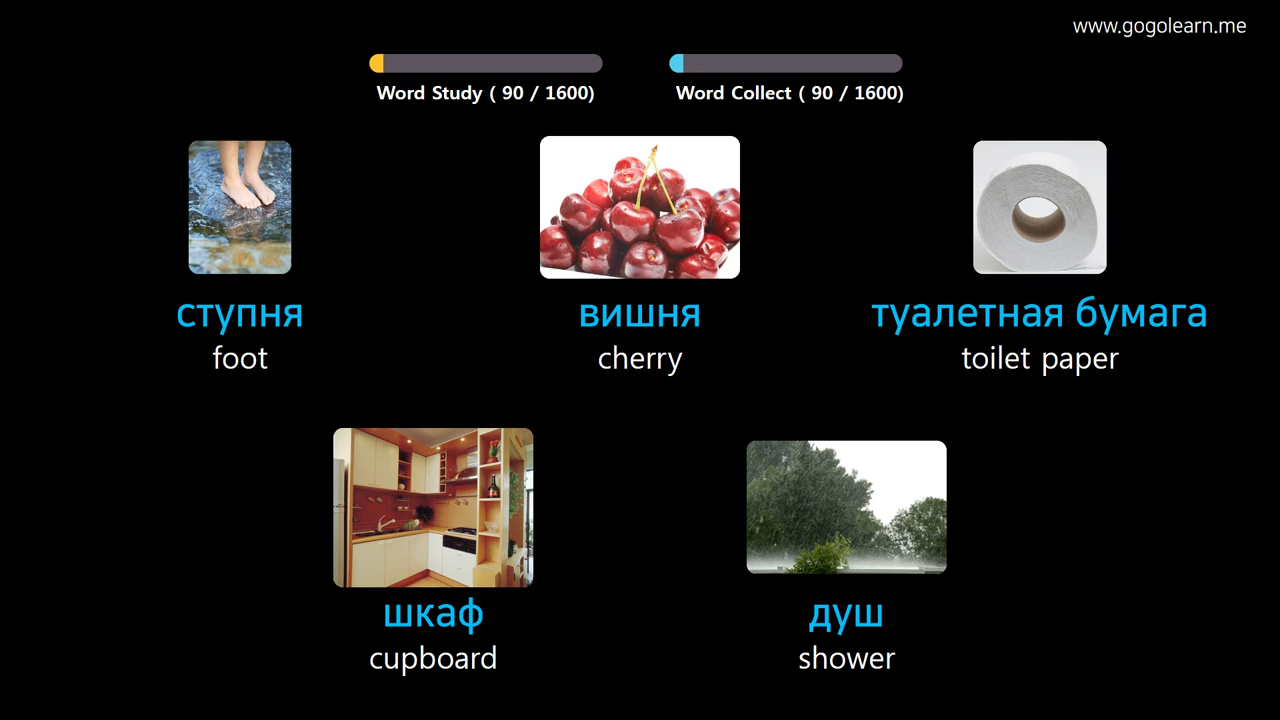 www.gogolearn.me
Word Study ( 90 / 1600)
Word Collect ( 90 / 1600)
ступня
foot
вишня
cherry
туалетная бумага
toilet paper
шкаф
cupboard
душ
shower